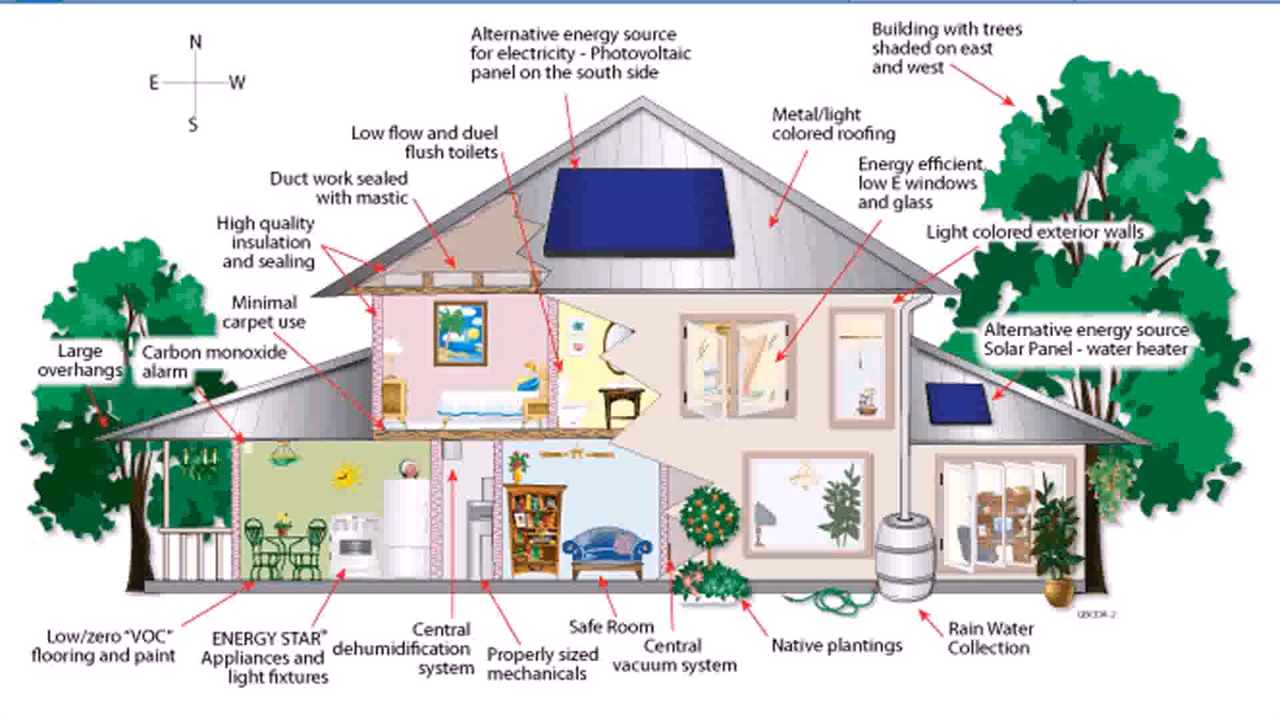 N
E W
S
Alternative energy source
for electricity - Photovoltaic
panel on the south side
Building with trees
shaded on east
and west
Low flow and duel
flush toilets
Metal/light
colored roofing
Duct work sealed
with mastic
Energy efficient,
low E windows
and glass
High quality
insulation
and sealing
Light colored exterior walls
Minimal
carpet use
Large
overhangs
Carbon monoxide
alarm
Alternative energy source
Solar Panel - water heater
Low/zero "VOC"
flooring and paint
ENERGY STAR®
Appliances and
light fixtures
Central
dehumidification
system
Properly sized
mechanicals
Safe Room
Central
vacuum system
Native plantings
Rain Water
Collection